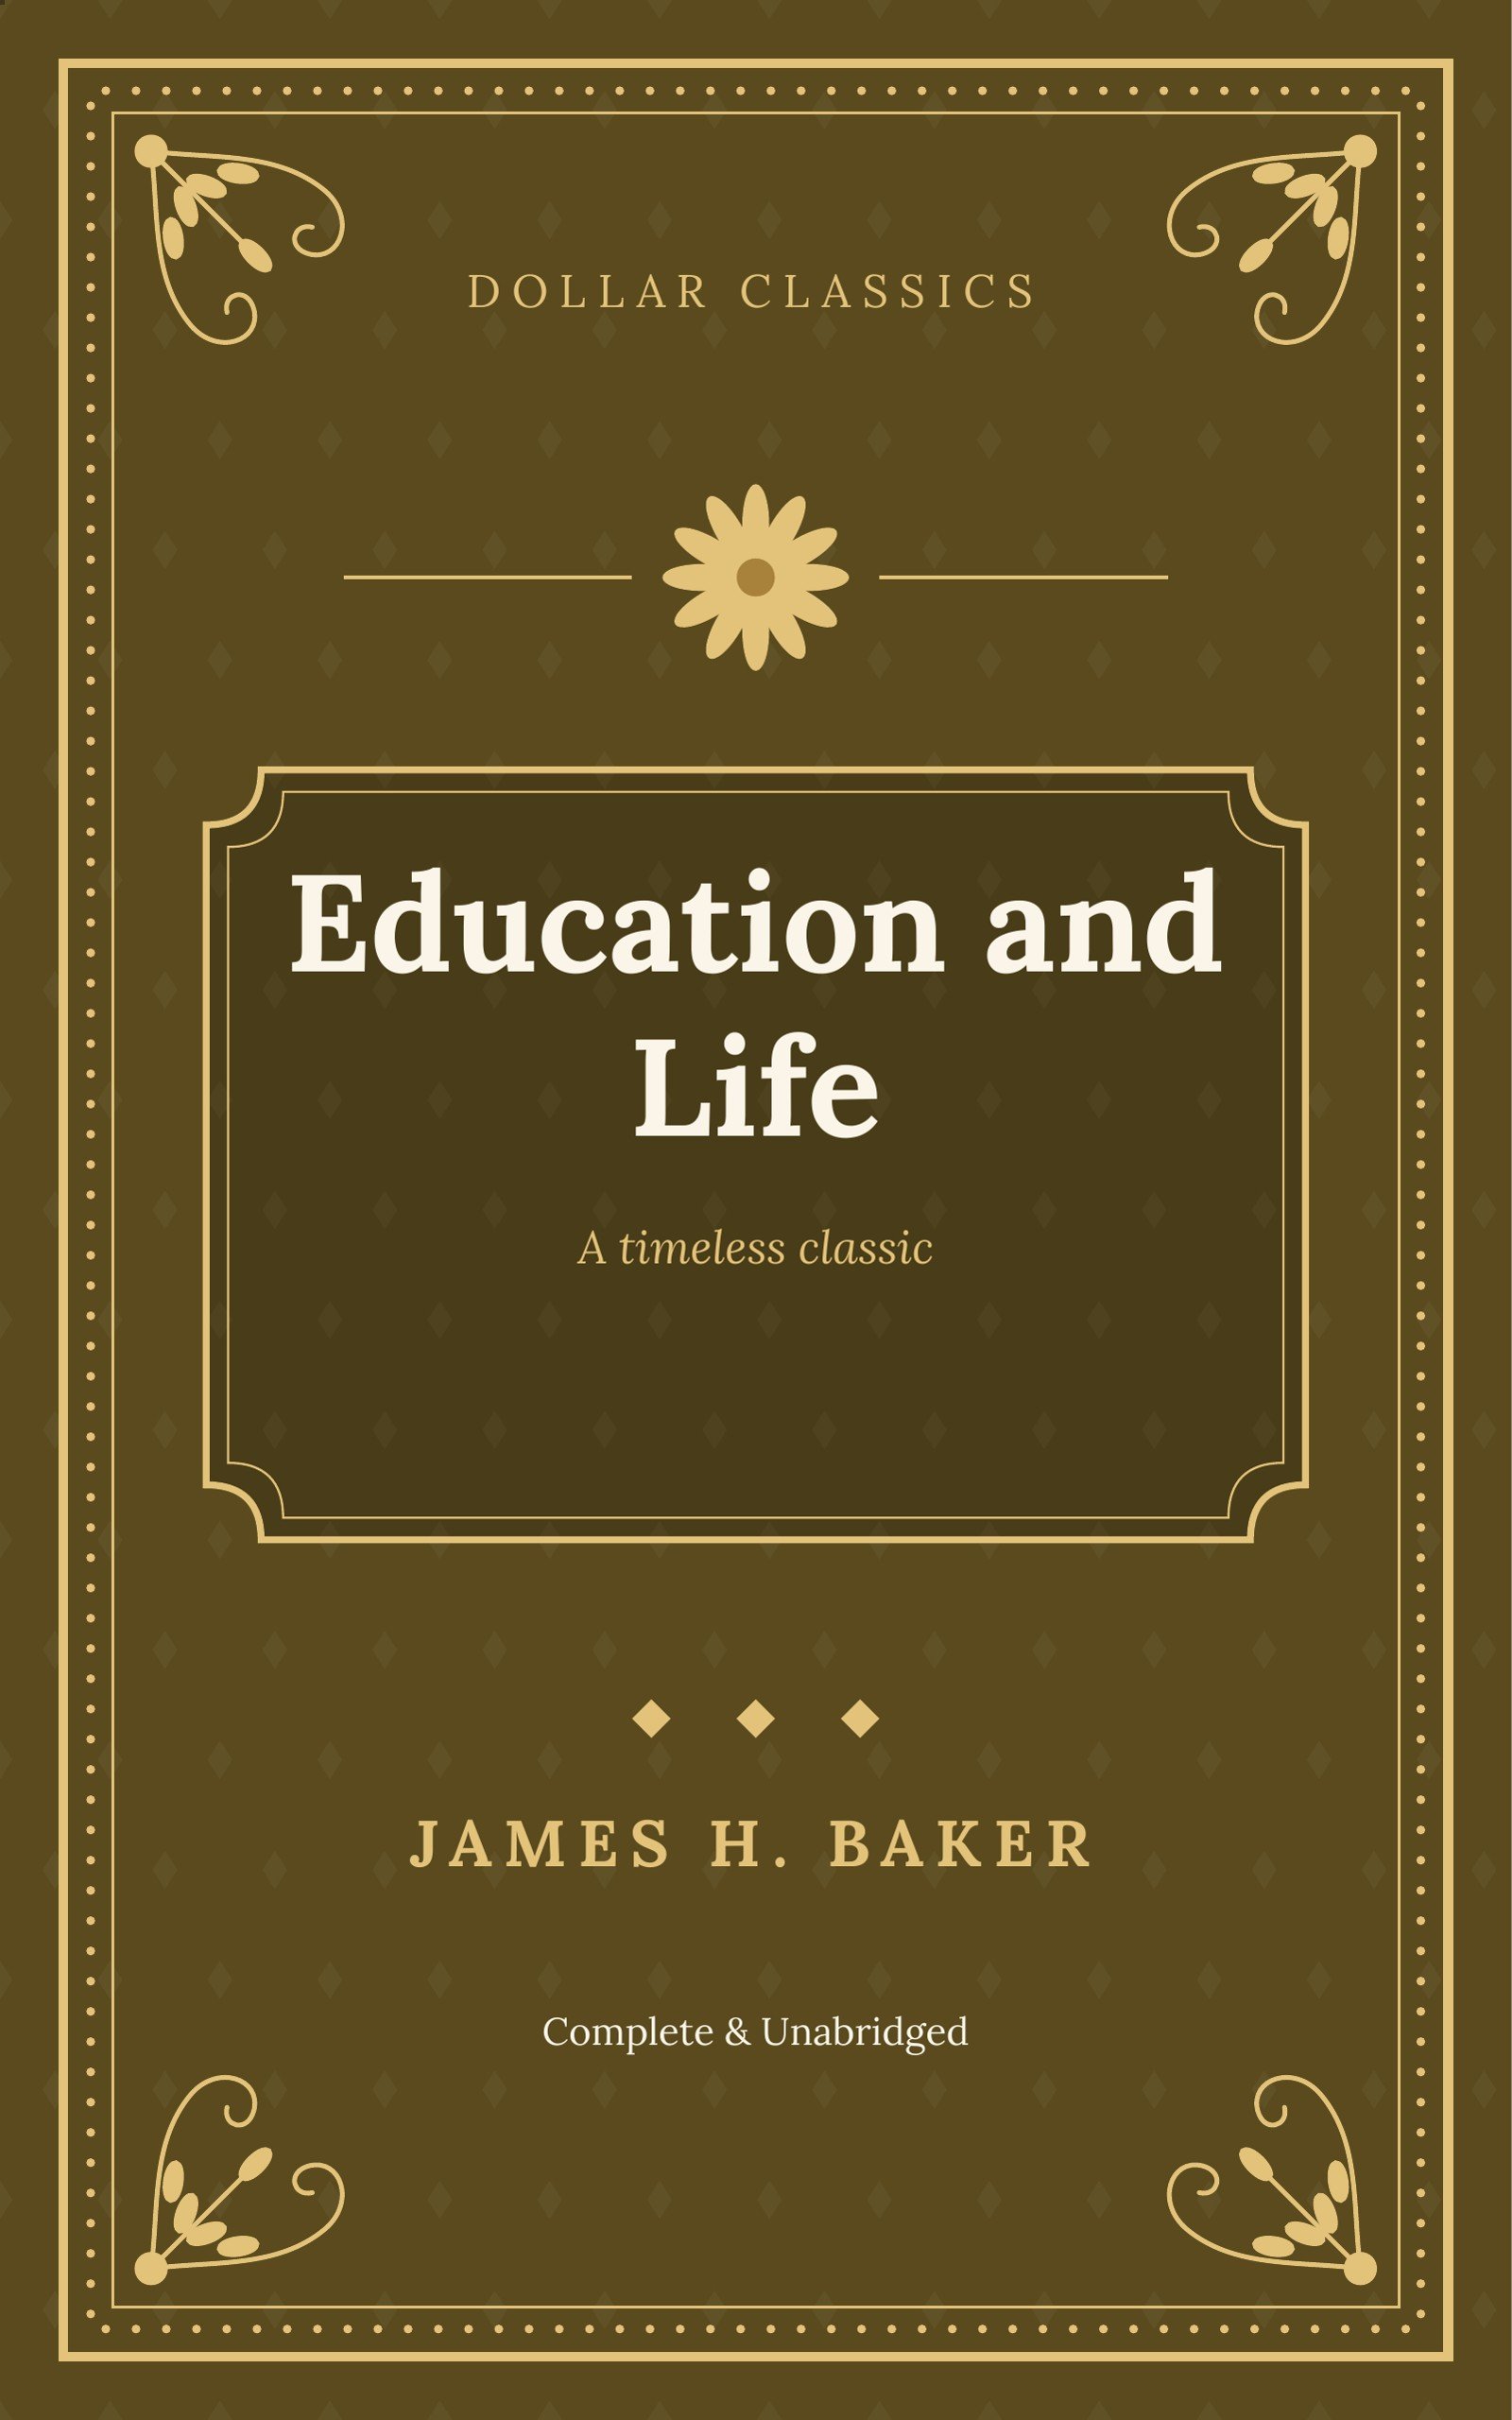 DOLLAR CLASSICS
Education and
Life
A timeless classic
JAMES H. BAKER
Complete & Unabridged